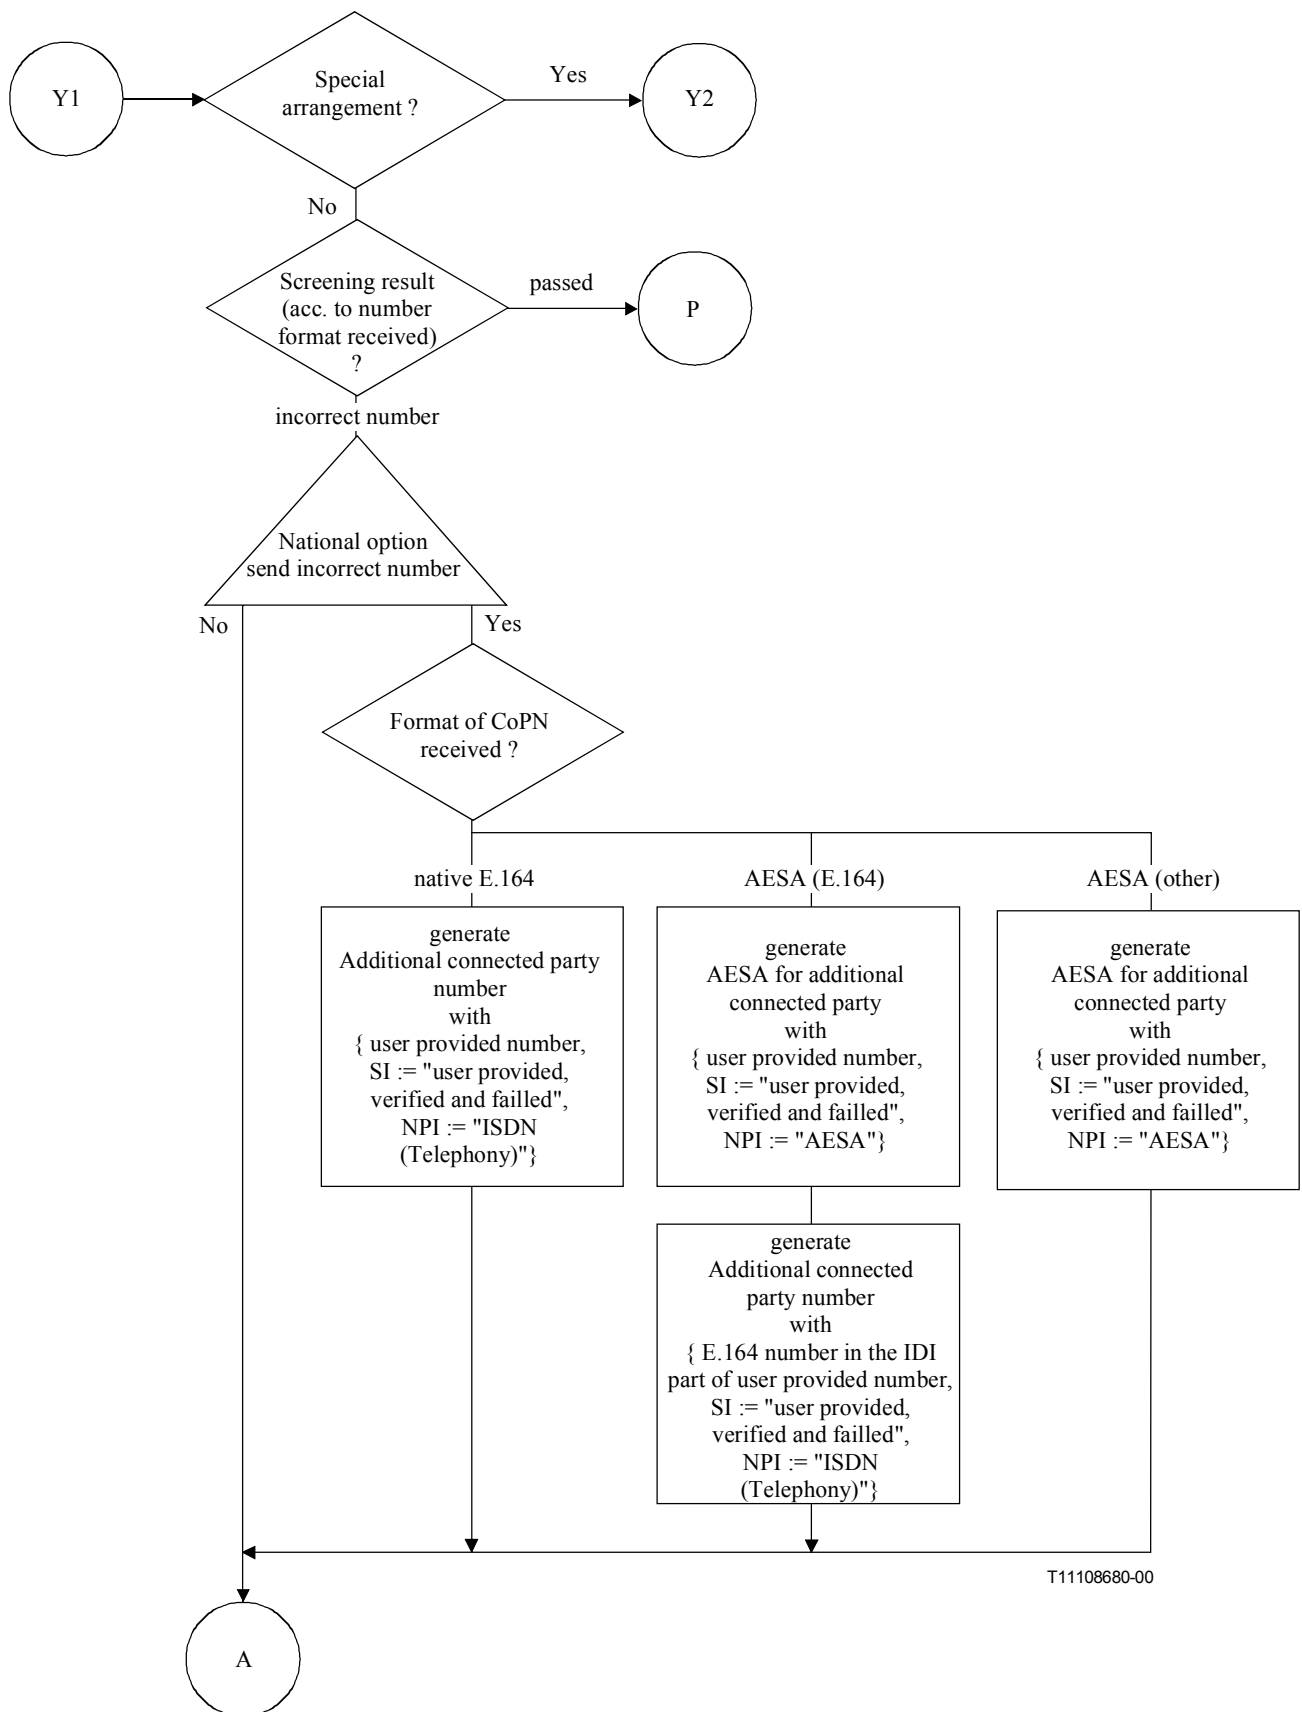 Y1
Special
arrangement ?
Yes
Y2
No
Screening result
(acc. to number
format received)
?
passed
P
incorrect number
National option
send incorrect number
No
Yes
Format of CoPN
received ?
native E.164
AESA (E.164)
AESA (other)
generate
Additional connected party
number
with
{ user provided number,
SI := "user provided,
verified and failled",
NPI := "ISDN
(Telephony)"}
generate
AESA for additional
connected party
with
{ user provided number,
SI := "user provided,
verified and failled",
NPI := "AESA"}
generate
AESA for additional
connected party
with
{ user provided number,
SI := "user provided,
verified and failled",
NPI := "AESA"}
generate
Additional connected
party number
with
{ E.164 number in the IDI
part of user provided number,
SI := "user provided,
verified and failled",
NPI := "ISDN
(Telephony)"}
T11108680-00
A